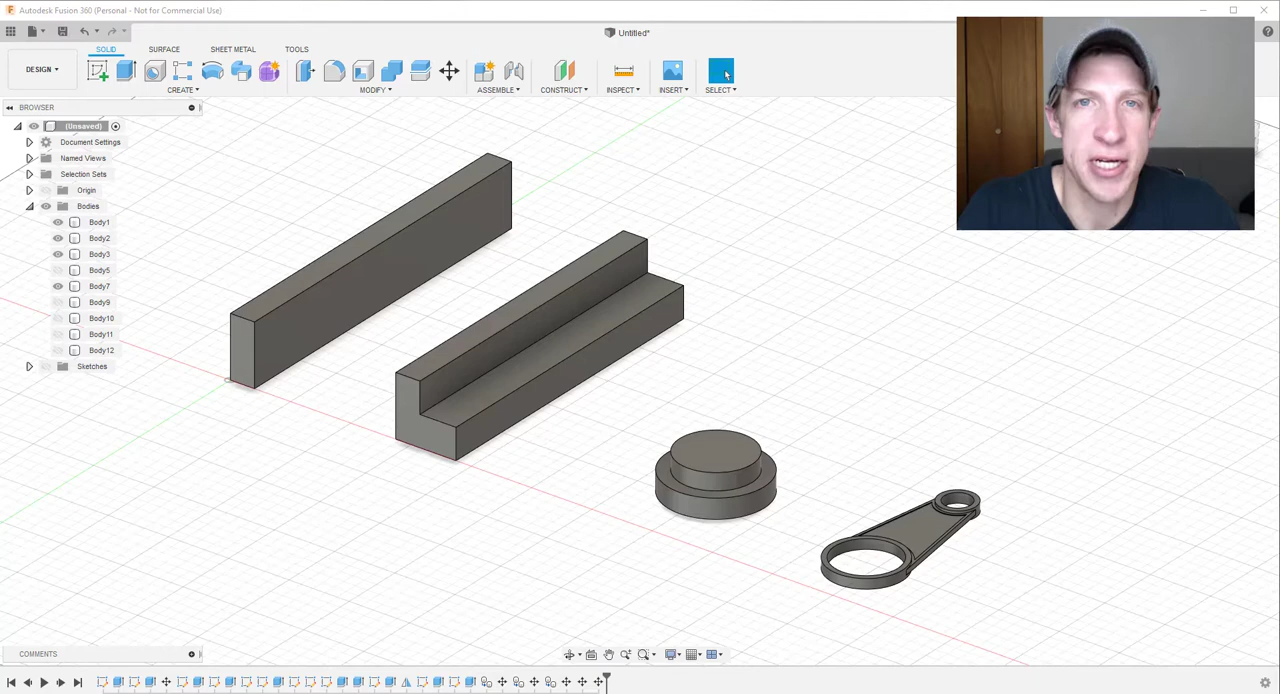 Autodesk Fusion 360 (Personal - Not for Commercial Use)
Untitled*
SOLID SURFACE SHEET METAL TOOLS
DESIGN
CREATE MODIFY ASSEMBLE CONSTRUCT INSPECT INSERT SELECT
BROWSER
(Unsaved)
Document Settings
Named Views
Selection Sets
Origin
Bodies
Body1
Body2
Body3
Body5
Body7
Body9
Body10
Body11
Body12
Sketches
COMMENTS